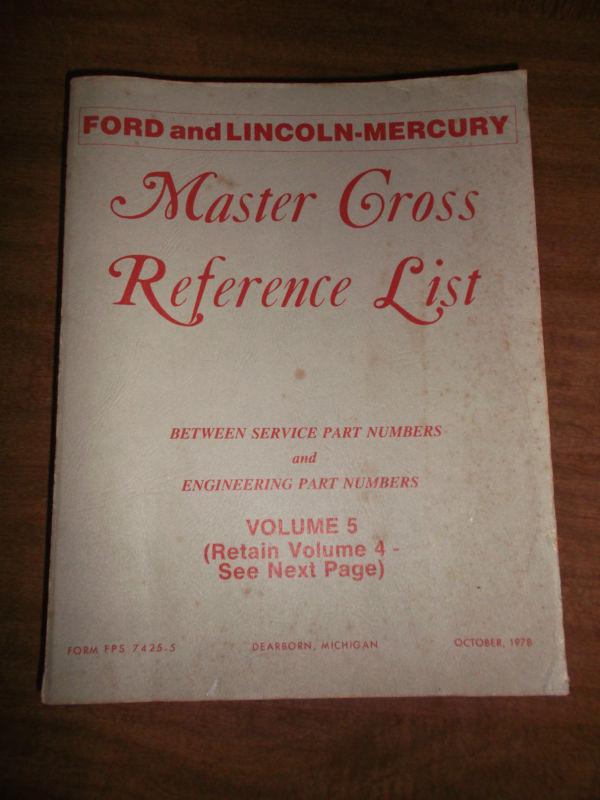 FORD and LINCOLN-MERCURY
Master Cross
Reference List
BETWEEN SERVICE PART NUMBERS
and
ENGINEERING PART NUMBERS
VOLUME 5
(Retain Volume 4 -
See Next Page)
FORM FPS 7425-5 DEARBORN, MICHIGAN OCTOBER, 1978